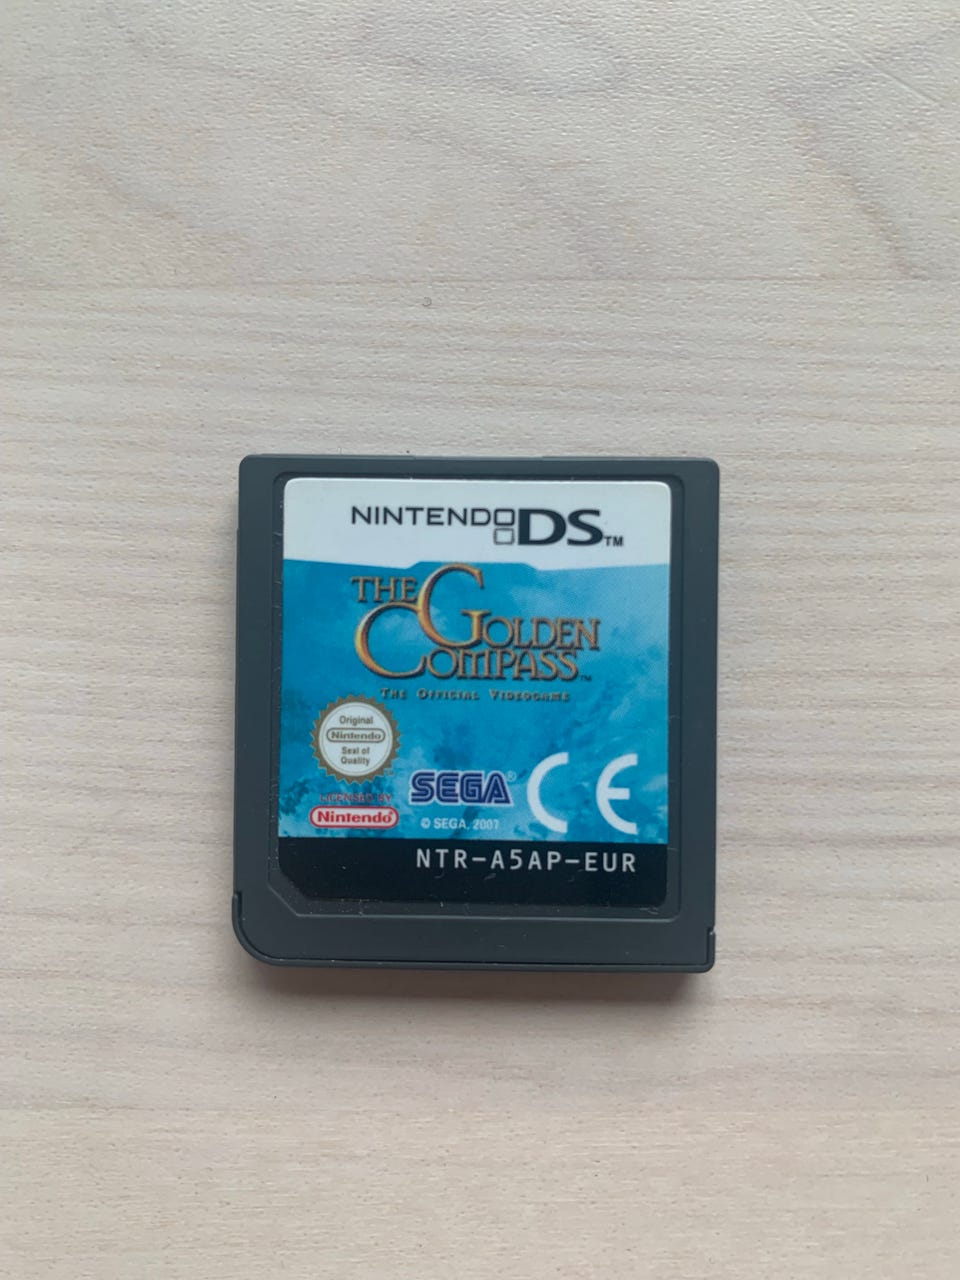 NINTENDO DS™
THE GOLDEN COMPASS™
THE OFFICIAL VIDEOGAME
Original
Nintendo
Seal of
Quality
LICENSED BY
Nintendo®
SEGA®
© SEGA, 2007
CE
NTR-A5AP-EUR